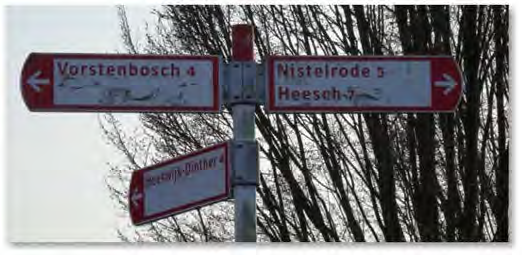 Vorstenbosch 4
Nistelrode 5
Heesch 7
Heeswijk-Dinther 4